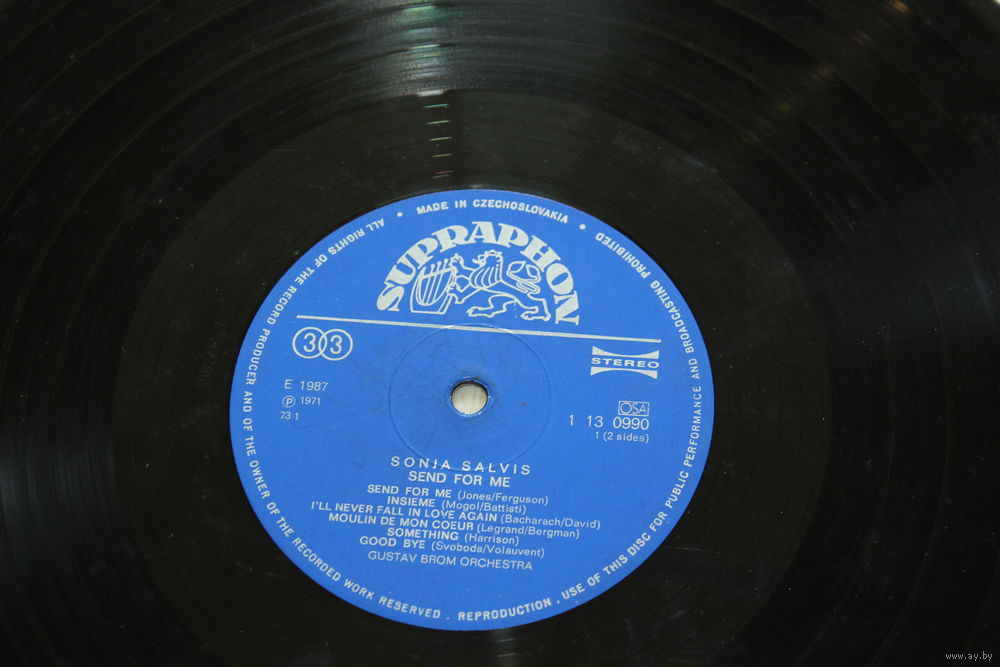 ALL RIGHTS OF THE RECORD PRODUCER AND OF THE OWNER OF THE RECORDED WORK RESERVED . REPRODUCTION , USE OF THIS DISC FOR PUBLIC PERFORMANCE AND BROADCASTING PROHIBITED •
• MADE IN CZECHOSLOVAKIA
SUPRAPHON
33
STEREO
E 1987
℗ 1971
73 1
OSA
1 13 0990
1 (2 sides)
SONJA SALVIS
SEND FOR ME
SEND FOR ME (Jones/Ferguson)
INSIEME (Mogol/Battisti)
I'LL NEVER FALL IN LOVE AGAIN (Bacharach/David)
MOULIN DE MON COEUR (Legrand/Bergman)
SOMETHING (Harrison)
GOOD BYE (Svoboda/Volauvent)
GUSTAV BROM ORCHESTRA
www.ay.by